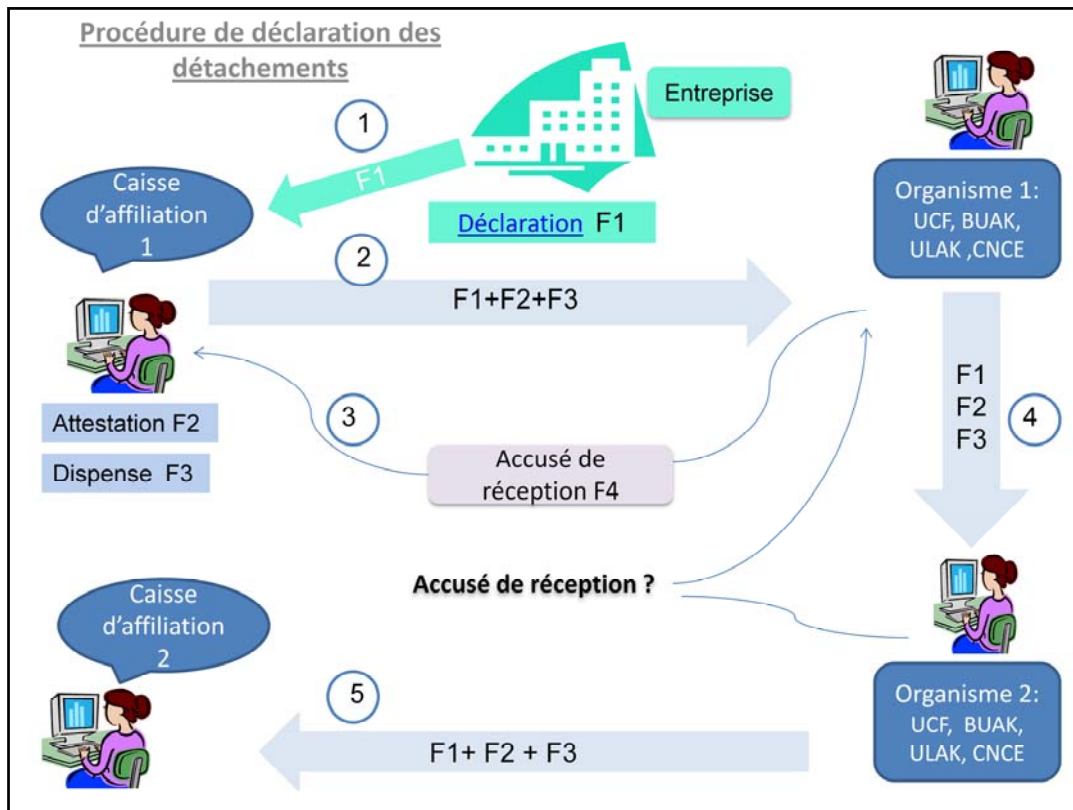 Procédure de déclaration des
détachements
1
Entreprise
F1
Caisse
d'affiliation
1
Déclaration F1
Organisme 1:
UCF, BUAK,
ULAK ,CNCE
2
F1+F2+F3
Attestation F2
Dispense F3
3
Accusé de
réception F4
F1
F2
F3
4
Accusé de réception ?
Caisse
d'affiliation
2
5
F1+ F2 + F3
Organisme 2:
UCF, BUAK,
ULAK, CNCE